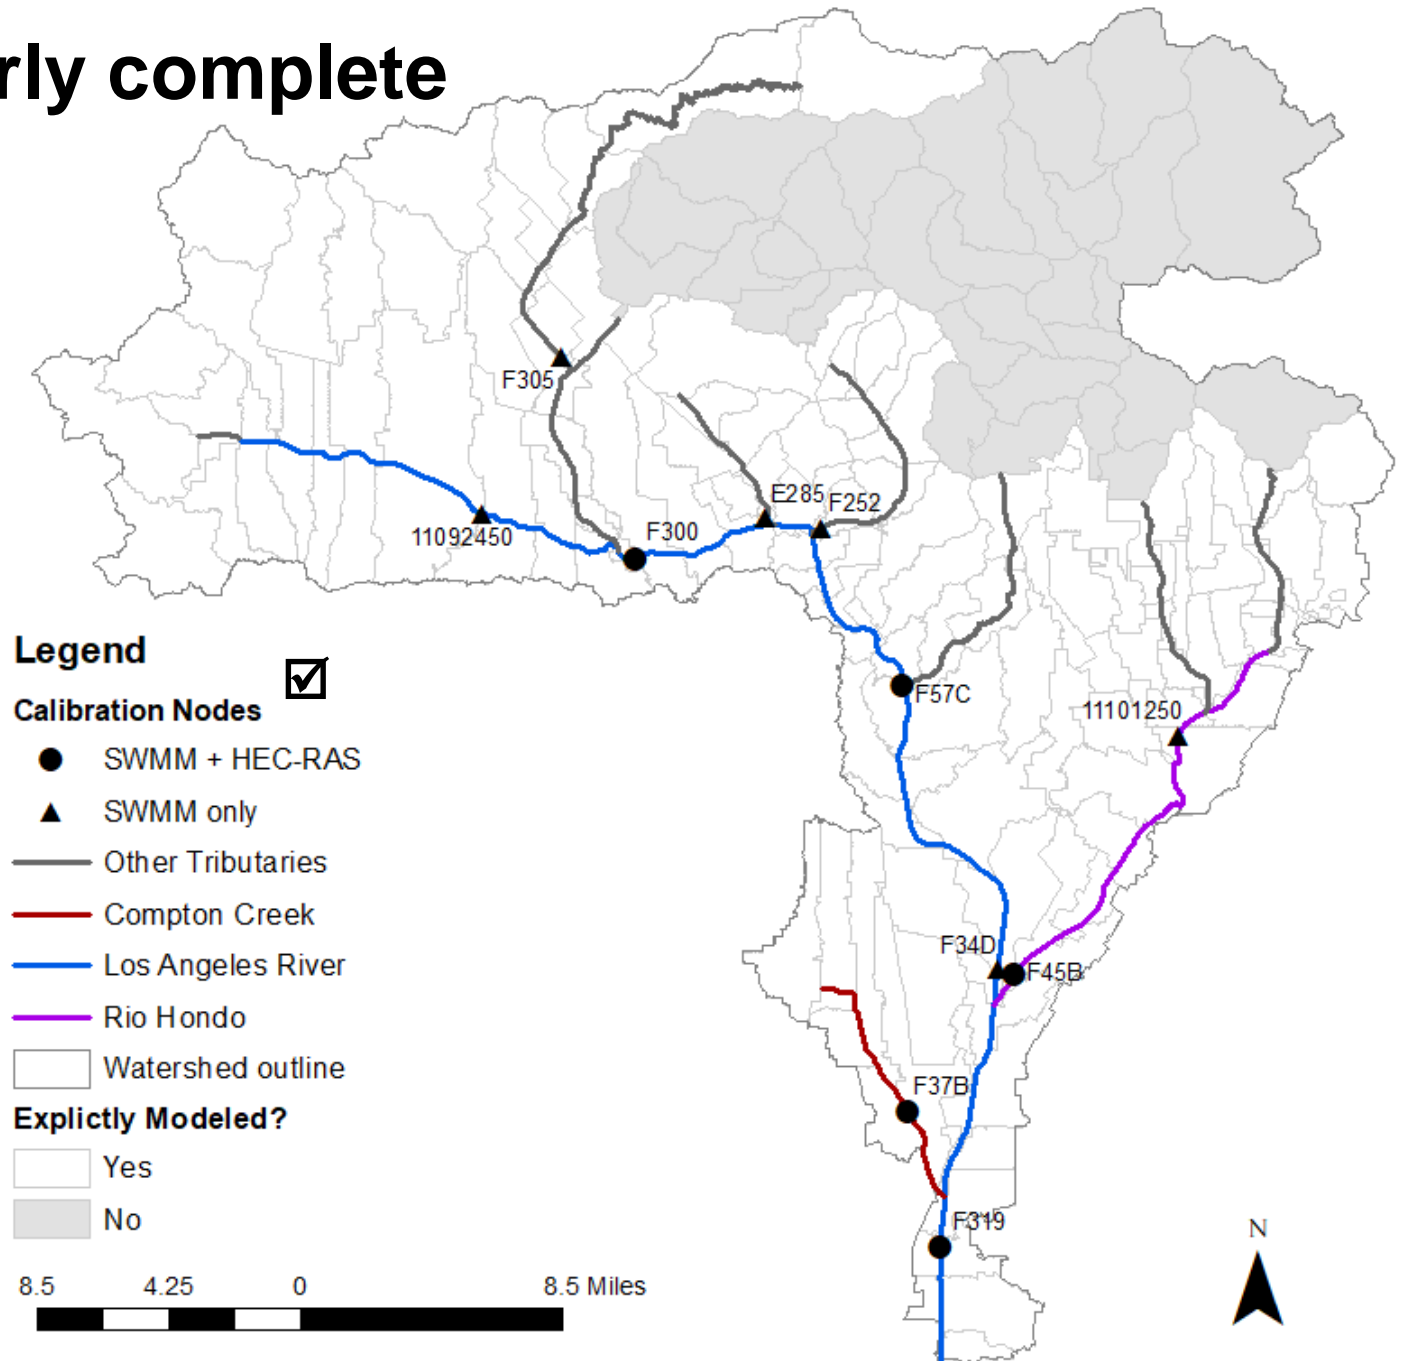 rly complete
F305
E285
F252
11092450
F300
F57C
11101250
F34D
F45B
F37B
F319
Legend
Calibration Nodes
SWMM + HEC-RAS
SWMM only
Other Tributaries
Compton Creek
Los Angeles River
Rio Hondo
Watershed outline
Explictly Modeled?
Yes
No
8.5 4.25 0 8.5 Miles
N